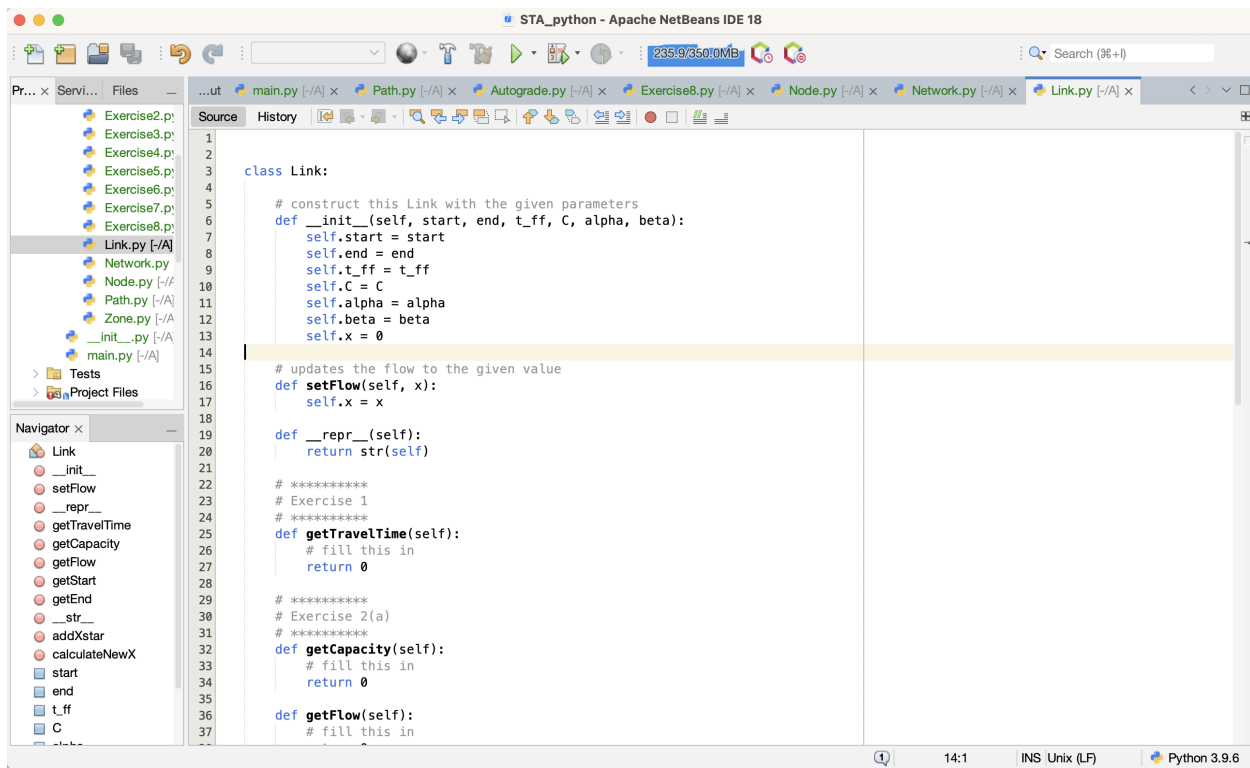 STA_python - Apache NetBeans IDE 18
235.9/350.0MB
Search (⌘+I)
Pr... Servi... Files
...ut main.py [-/A] Path.py [-/A] Autograde.py [-/A] Exercise8.py [-/A] Node.py [-/A] Network.py [-/A] Link.py [-/A]
Source History
Exercise2.py
Exercise3.py
Exercise4.py
Exercise5.py
Exercise6.py
Exercise7.py
Exercise8.py
Link.py [-/A]
Network.py
Node.py [-/A
Path.py [-/A]
Zone.py [-/A
__init__.py [-/A]
main.py [-/A]
Tests
Project Files
Navigator
Link
__init__
setFlow
__repr__
getTravelTime
getCapacity
getFlow
getStart
getEnd
__str__
addXstar
calculateNewX
start
end
t_ff
C
1
2
3 class Link:
4
5 # construct this Link with the given parameters
6 def __init__(self, start, end, t_ff, C, alpha, beta):
7 self.start = start
8 self.end = end
9 self.t_ff = t_ff
10 self.C = C
11 self.alpha = alpha
12 self.beta = beta
13 self.x = 0
14
15 # updates the flow to the given value
16 def setFlow(self, x):
17 self.x = x
18
19 def __repr__(self):
20 return str(self)
21
22 # **********
23 # Exercise 1
24 # **********
25 def getTravelTime(self):
26 # fill this in
27 return 0
28
29 # **********
30 # Exercise 2(a)
31 # **********
32 def getCapacity(self):
33 # fill this in
34 return 0
35
36 def getFlow(self):
37 # fill this in
1 14:1 INS Unix (LF) Python 3.9.6